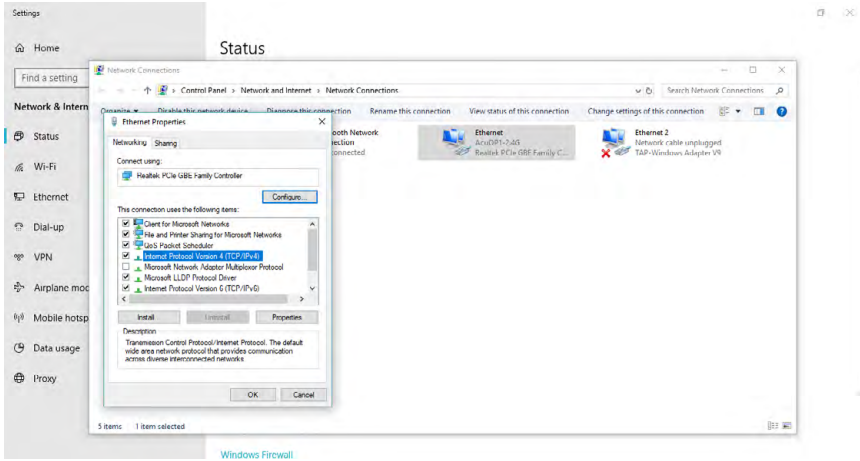 Settings
Home
Find a setting
Network & Intern
Status
Wi-Fi
Ethernet
Dial-up
VPN
Airplane mod
Mobile hotsp
Data usage
Proxy
Status
Network Connections
Control Panel > Network and Internet > Network Connections
Search Network Connections
Organize Disable this network device Diagnose this connection Rename this connection View status of this connection Change settings of this connection
ooth Network
nection
onnected
Ethernet
AcuDP1-2.4G
Realtek PCIe GBE Family C...
Ethernet 2
Network cable unplugged
TAP-Windows Adapter V9
Ethernet Properties
Networking Sharing
Connect using:
Realtek PCIe GBE Family Controller
Configure...
This connection uses the following items:
Client for Microsoft Networks
File and Printer Sharing for Microsoft Networks
QoS Packet Scheduler
Internet Protocol Version 4 (TCP/IPv4)
Microsoft Network Adapter Multiplexor Protocol
Microsoft LLDP Protocol Driver
Internet Protocol Version 6 (TCP/IPv6)
Install... Uninstall Properties
Description
Transmission Control Protocol/Internet Protocol. The default
wide area network protocol that provides communication
across diverse interconnected networks.
OK Cancel
5 items 1 item selected
Windows Firewall